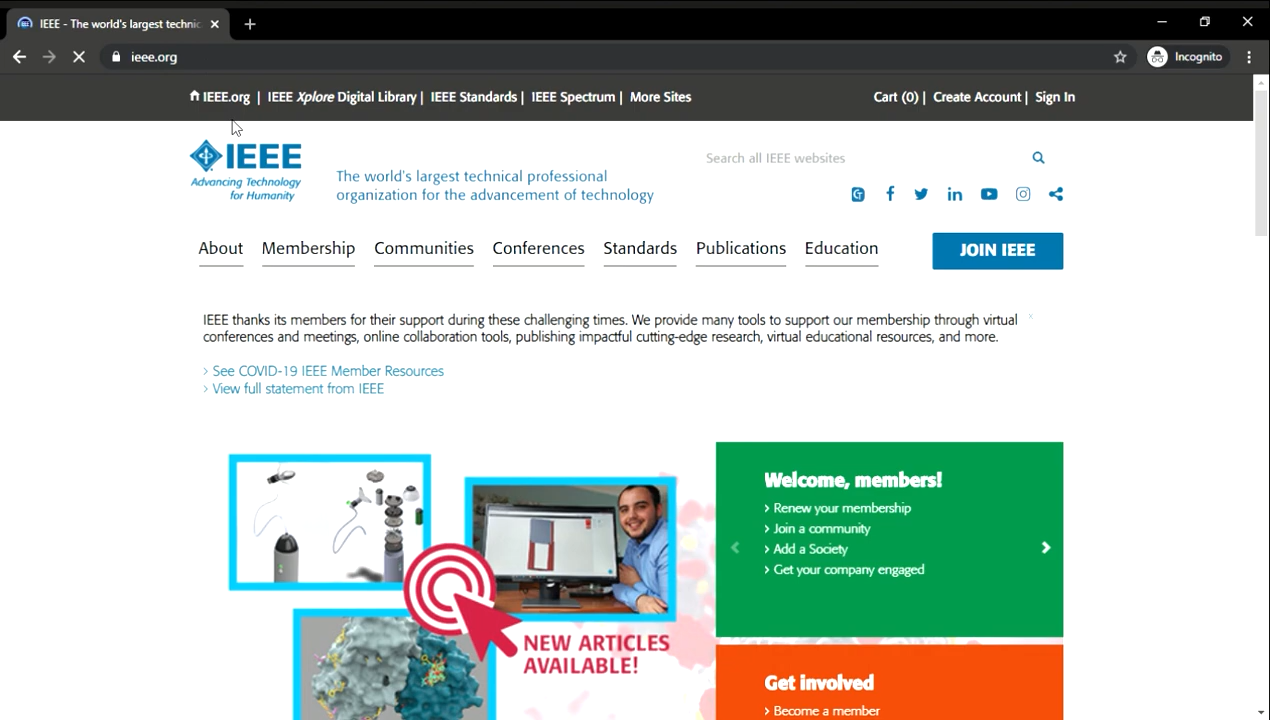 IEEE - The world's largest technic
ieee.org
Incognito
IEEE.org | IEEE Xplore Digital Library | IEEE Standards | IEEE Spectrum | More Sites
Cart (0) | Create Account | Sign In
IEEE
Advancing Technology
for Humanity
The world's largest technical professional
organization for the advancement of technology
Search all IEEE websites
About Membership Communities Conferences Standards Publications Education
JOIN IEEE
IEEE thanks its members for their support during these challenging times. We provide many tools to support our membership through virtual
conferences and meetings, online collaboration tools, publishing impactful cutting-edge research, virtual educational resources, and more.
> See COVID-19 IEEE Member Resources
> View full statement from IEEE
NEW ARTICLES
AVAILABLE!
Welcome, members!
> Renew your membership
> Join a community
> Add a Society
> Get your company engaged
Get involved
> Become a member